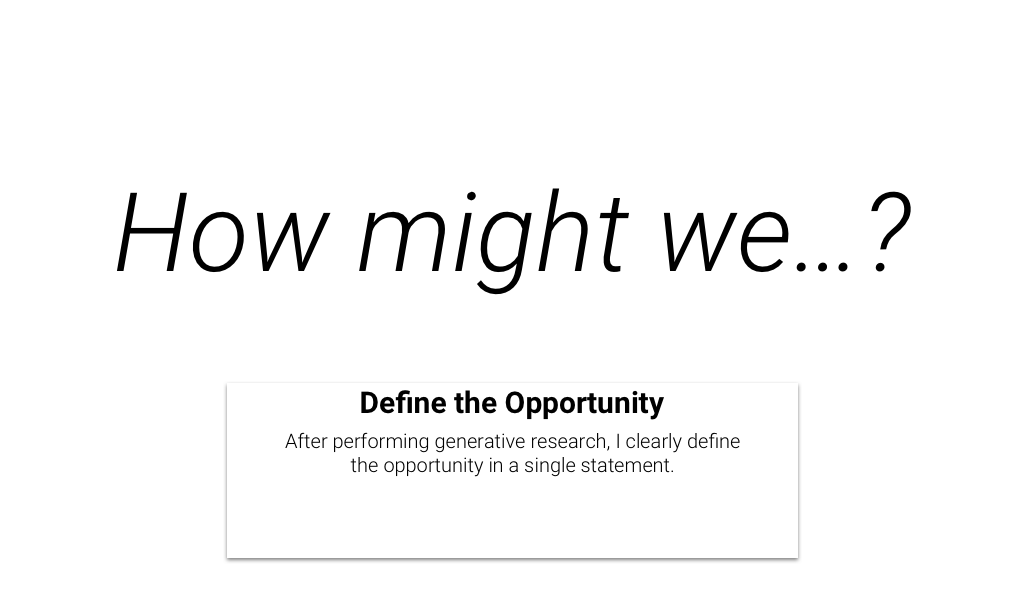 How might we...?
Define the Opportunity
After performing generative research, I clearly define
the opportunity in a single statement.